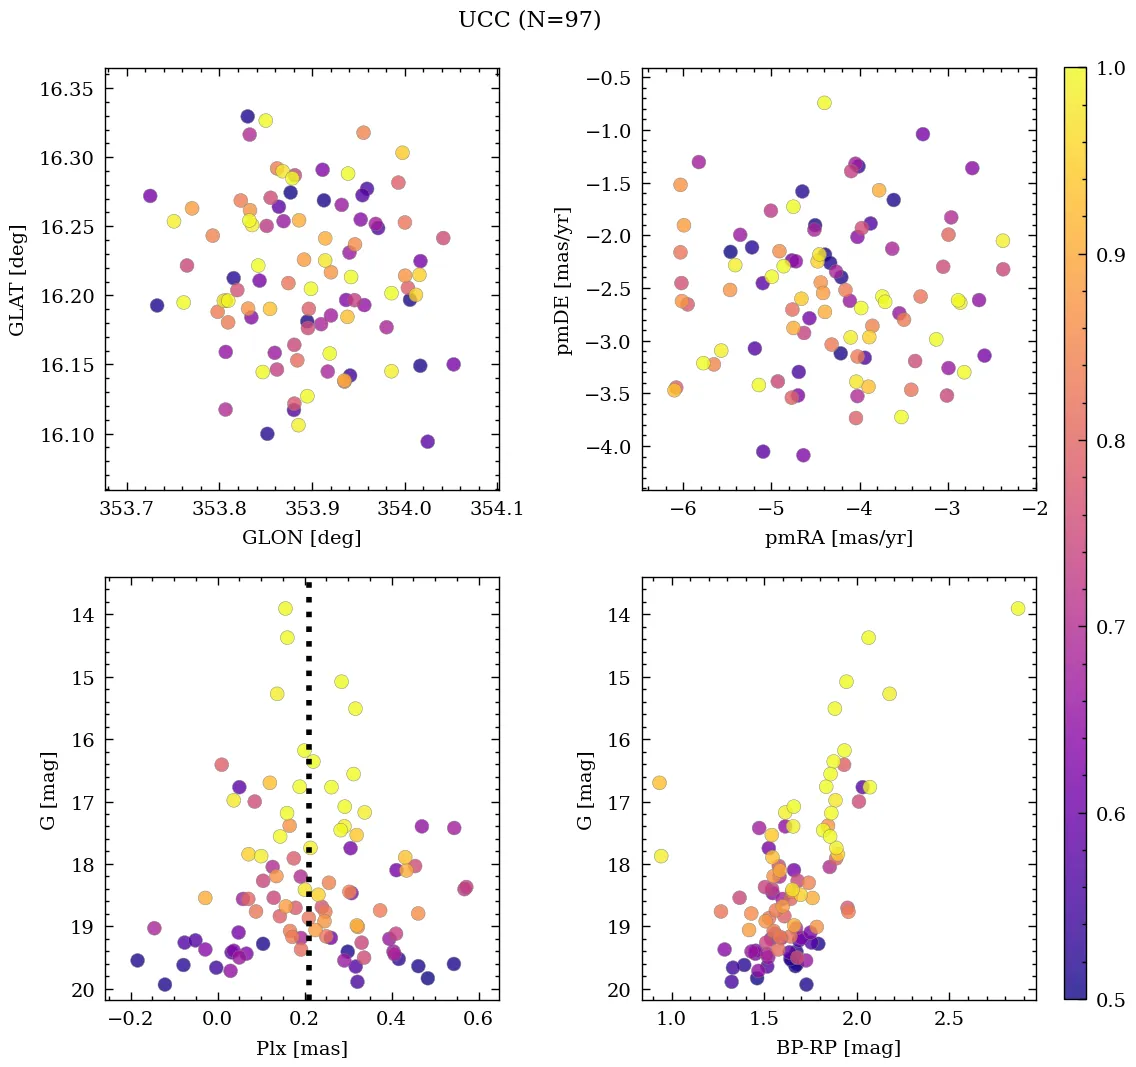 UCC (N=97)
16.35
16.30
16.25
16.20
16.15
16.10
GLAT [deg]
353.7 353.8 353.9 354.0 354.1
GLON [deg]
−0.5
−1.0
−1.5
−2.0
−2.5
−3.0
−3.5
−4.0
pmDE [mas/yr]
−6 −5 −4 −3 −2
pmRA [mas/yr]
14
15
16
17
18
19
20
G [mag]
−0.2 0.0 0.2 0.4 0.6
Plx [mas]
14
15
16
17
18
19
20
G [mag]
1.0 1.5 2.0 2.5
BP-RP [mag]
1.0
0.9
0.8
0.7
0.6
0.5